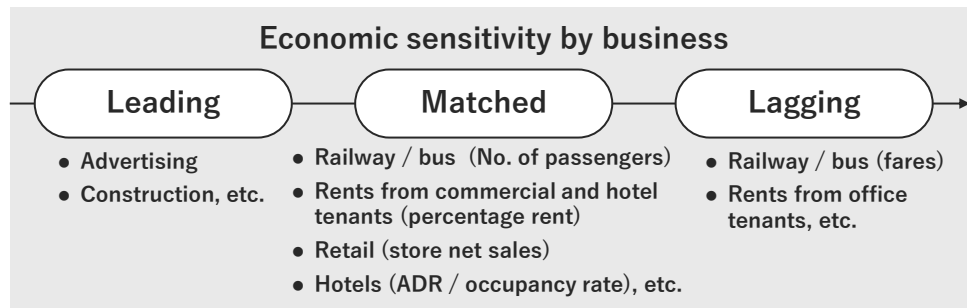 Economic sensitivity by business
Leading
Matched
Lagging
● Advertising
● Construction, etc.
● Railway / bus (No. of passengers)
● Rents from commercial and hotel
tenants (percentage rent)
● Retail (store net sales)
● Hotels (ADR / occupancy rate), etc.
● Railway / bus (fares)
● Rents from office
tenants, etc.